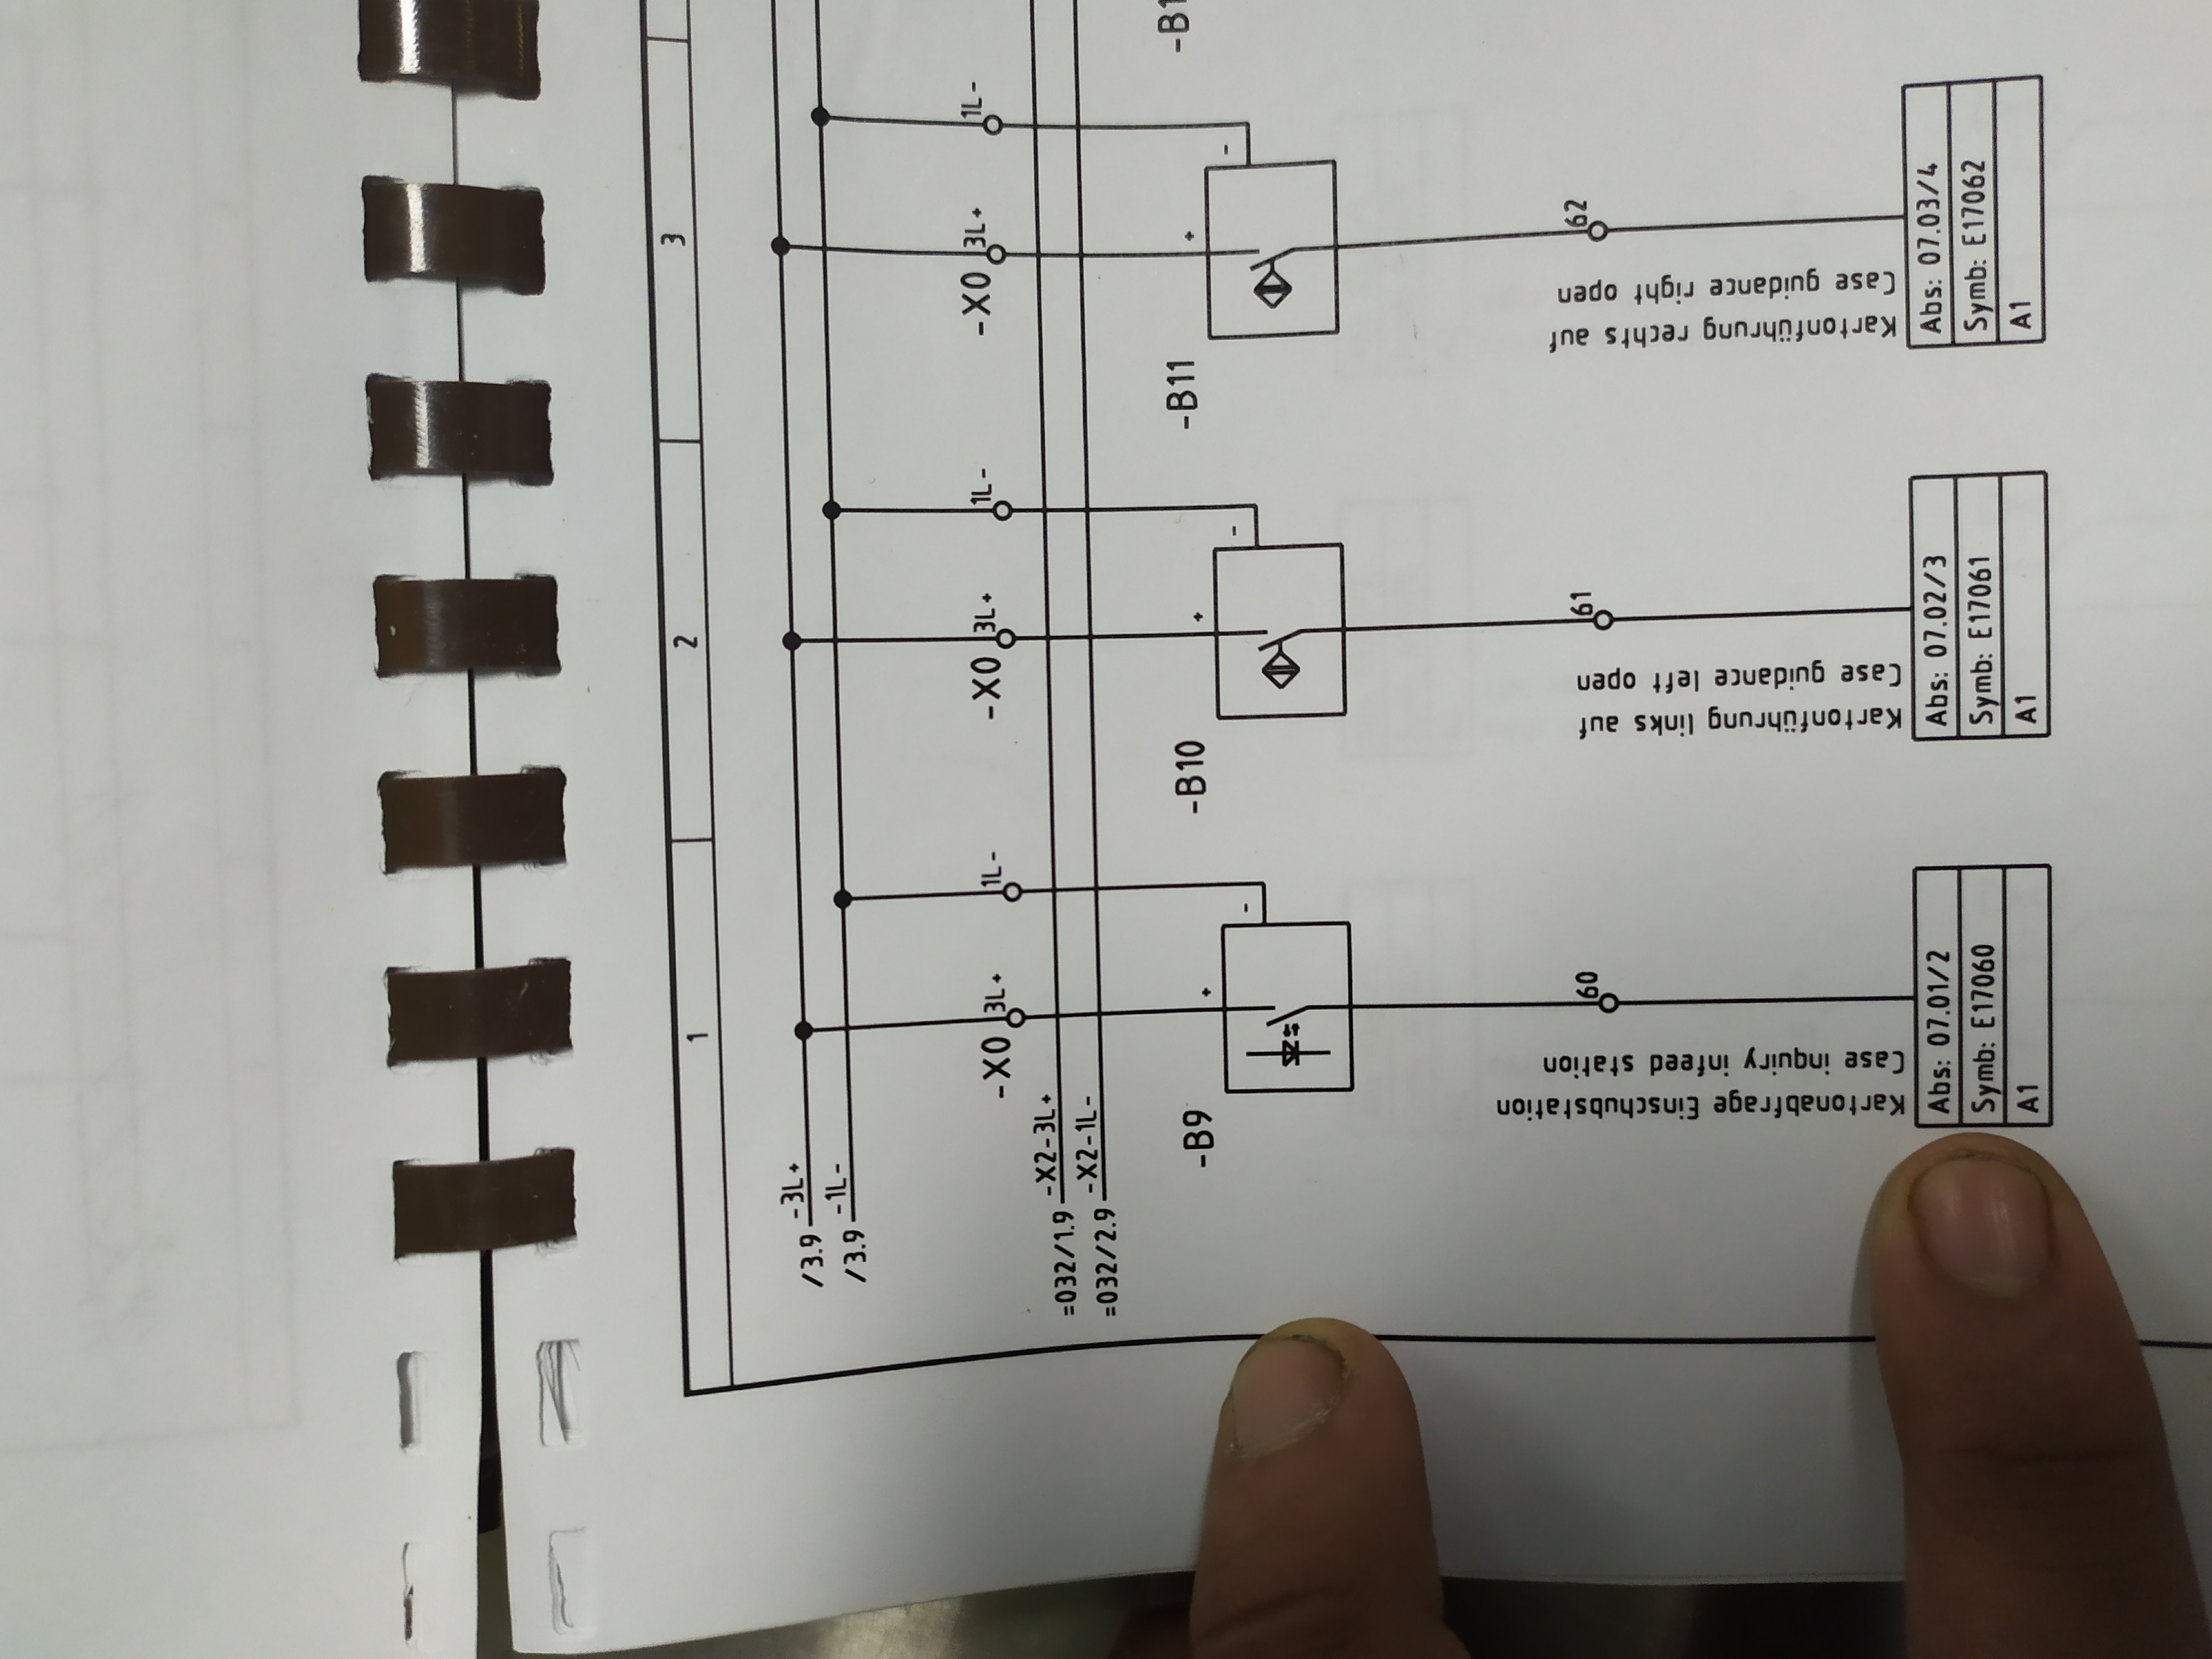 1
2
3
/3.9 -3L+
/3.9 -1L-
-X0 3L+ 1L-
-X0 3L+ 1L-
-X0 3L+ 1L-
=032/1.9 -X2-3L+
=032/2.9 -X2-1L-
-B9 + -
-B10 + -
-B11 + -
60
61
62
Kartonabfrage Einschubstation
Case inquiry infeed station
Kartonführung links auf
Case guidance left open
Kartonführung rechts auf
Case guidance right open
Abs: 07.01/2
Symb: E17060
A1
Abs: 07.02/3
Symb: E17061
A1
Abs: 07.03/4
Symb: E17062
A1